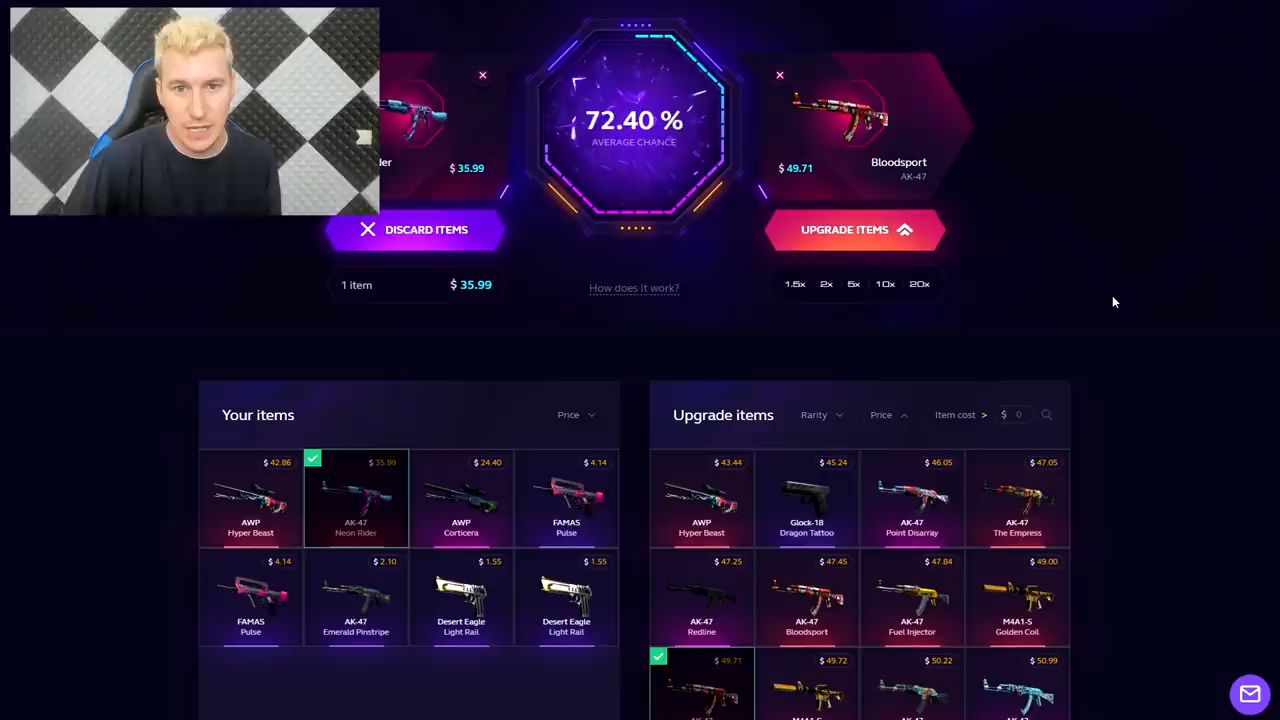 72.40 %
AVERAGE CHANCE
der
$ 35.99
$ 49.71
Bloodsport
AK-47
DISCARD ITEMS
UPGRADE ITEMS
1 item
$ 35.99
How does it work?
1.5x 2x 5x 10x 20x
Your items
Price
Upgrade items
Rarity
Price
Item cost > $ 0
$ 42.86
AWP
Hyper Beast
$ 35.99
AK-47
Neon Rider
$ 24.40
AWP
Corticera
$ 4.14
FAMAS
Pulse
$ 43.44
AWP
Hyper Beast
$ 45.24
Glock-18
Dragon Tattoo
$ 46.05
AK-47
Point Disarray
$ 47.05
AK-47
The Empress
$ 4.14
FAMAS
Pulse
$ 2.10
AK-47
Emerald Pinstripe
$ 1.55
Desert Eagle
Light Rail
$ 1.55
Desert Eagle
Light Rail
$ 47.25
AK-47
Redline
$ 47.45
AK-47
Bloodsport
$ 47.84
AK-47
Fuel Injector
$ 49.00
M4A1-S
Golden Coil
$ 49.71
$ 49.72
$ 50.22
$ 50.99